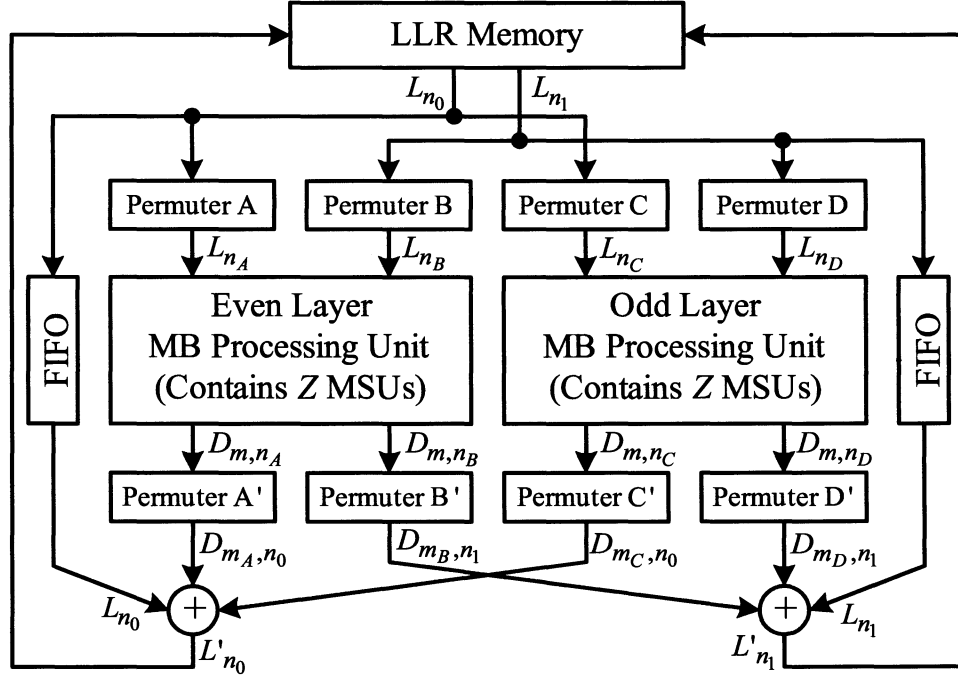 LLR Memory
L_{n_0} L_{n_1}
Permuter A Permuter B Permuter C Permuter D
L_{n_A} L_{n_B} L_{n_C} L_{n_D}
FIFO
Even Layer
MB Processing Unit
(Contains Z MSUs)
Odd Layer
MB Processing Unit
(Contains Z MSUs)
FIFO
D_{m,n_A} D_{m,n_B} D_{m,n_C} D_{m,n_D}
Permuter A' Permuter B' Permuter C' Permuter D'
D_{m_A,n_0} D_{m_B,n_1} D_{m_C,n_0} D_{m_D,n_1}
L_{n_0} + + L_{n_1}
L'_{n_0} L'_{n_1}